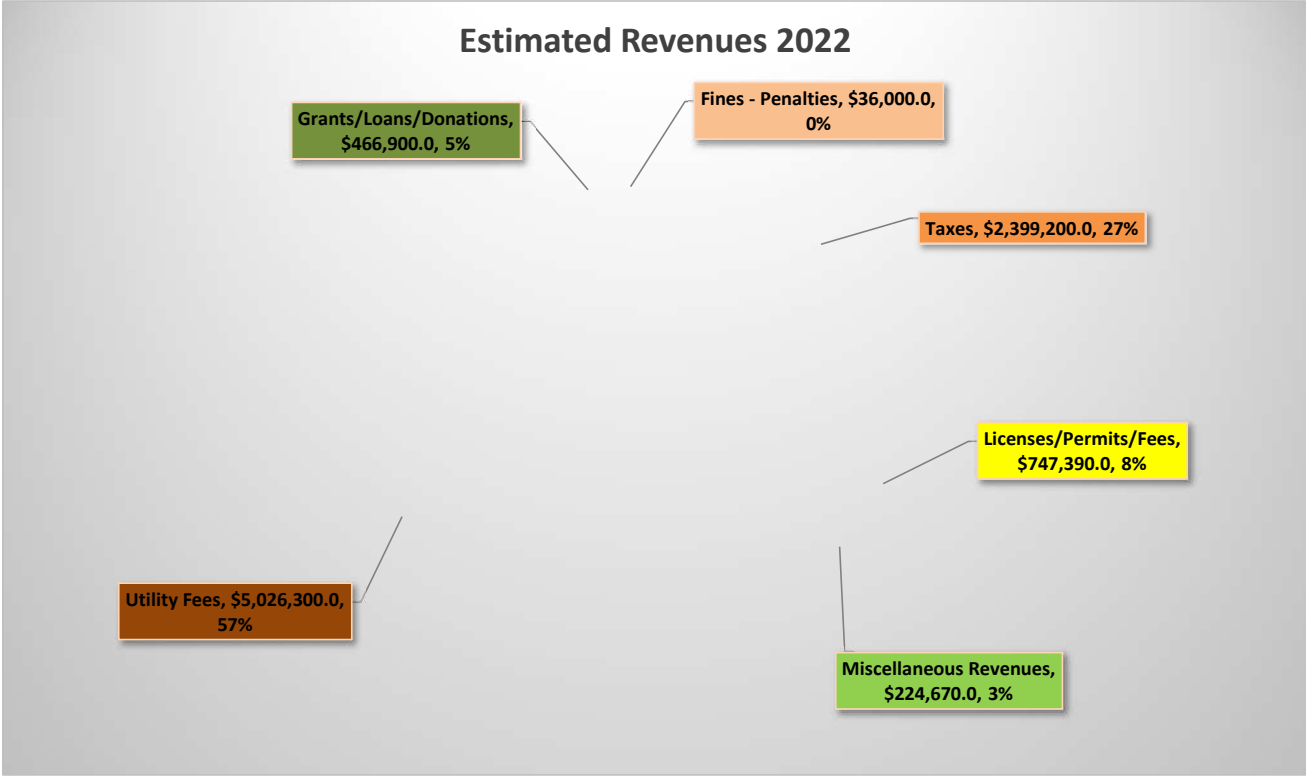 Estimated Revenues 2022
Grants/Loans/Donations,
$466,900.0, 5%
Fines - Penalties, $36,000.0,
0%
Taxes, $2,399,200.0, 27%
Licenses/Permits/Fees,
$747,390.0, 8%
Utility Fees, $5,026,300.0,
57%
Miscellaneous Revenues,
$224,670.0, 3%